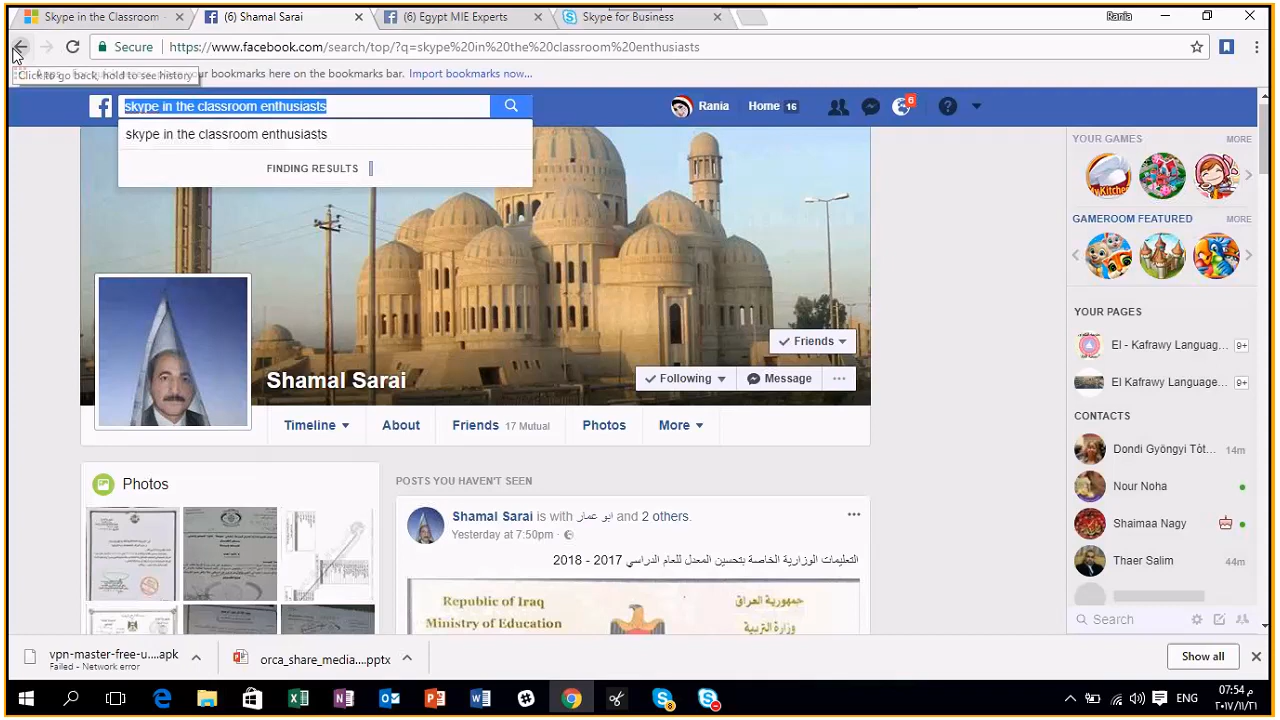 Skype in the Classroom
(6) Shamal Sarai
(6) Egypt MIE Experts
Skype for Business
Rania
Secure
https://www.facebook.com/search/top/?q=skype%20in%20the%20classroom%20enthusiasts
Click to go back, hold to see history
ur bookmarks here on the bookmarks bar. Import bookmarks now...
skype in the classroom enthusiasts
Rania
Home 16
6
skype in the classroom enthusiasts
FINDING RESULTS
YOUR GAMES
MORE
GAMEROOM FEATURED
MORE
YOUR PAGES
El - Kafrawy Languag... 9+
El Kafrawy Language... 9+
CONTACTS
Dondi Gyöngyi Tòt... 14m
Nour Noha
Shaimaa Nagy
Thaer Salim 44m
Search
Friends
Following
Message
Shamal Sarai
Timeline
About
Friends 17 Mutual
Photos
More
Photos
POSTS YOU HAVEN'T SEEN
Shamal Sarai is with ابو عمار and 2 others.
Yesterday at 7:50pm
التعليمات الوزارية الخاصة بتحسين المعدل للعام الدراسي 2017 - 2018
Republic of Iraq
Ministry of Education
جمهورية العراق
وزارة التربية
vpn-master-free-u....apk
Failed - Network error
orca_share_media....pptx
Show all
ENG
07:54 م
٢٠١٧/١١/٢١